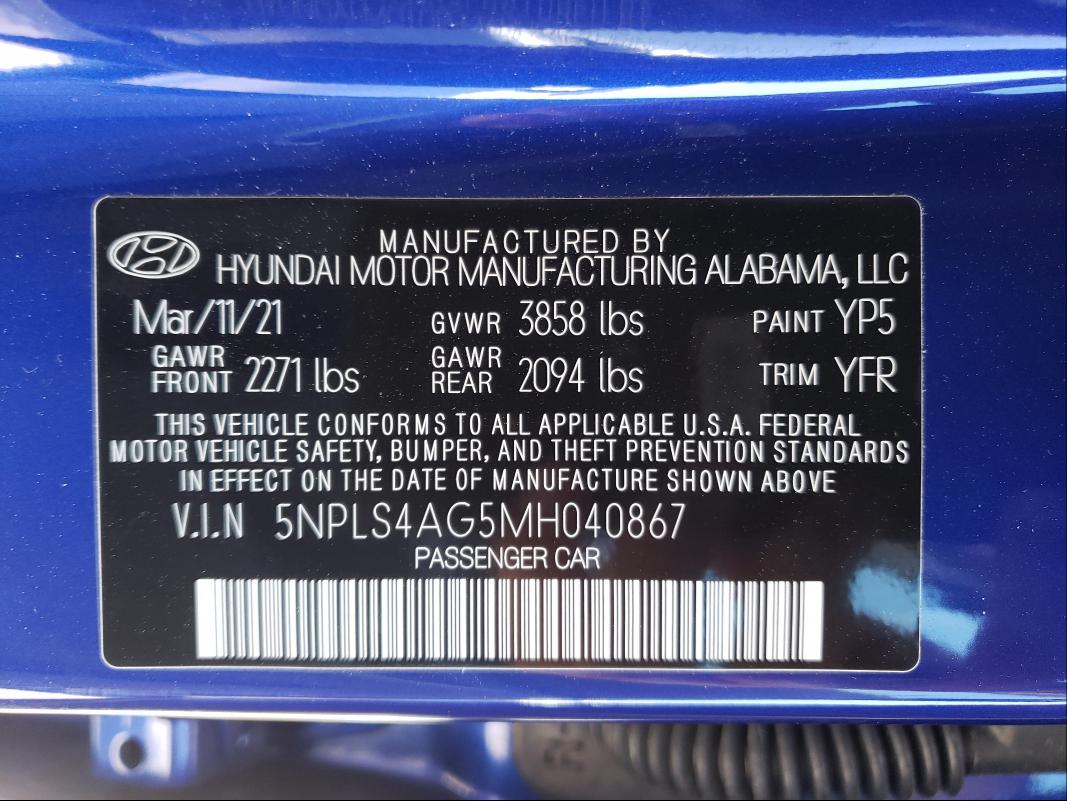 MANUFACTURED BY
HYUNDAI MOTOR MANUFACTURING ALABAMA, LLC
Mar/11/21 GVWR 3858 lbs PAINT YP5
GAWR FRONT 2271 lbs GAWR REAR 2094 lbs TRIM YFR
THIS VEHICLE CONFORMS TO ALL APPLICABLE U.S.A. FEDERAL
MOTOR VEHICLE SAFETY, BUMPER, AND THEFT PREVENTION STANDARDS
IN EFFECT ON THE DATE OF MANUFACTURE SHOWN ABOVE
V.I.N 5NPLS4AG5MH040867
PASSENGER CAR